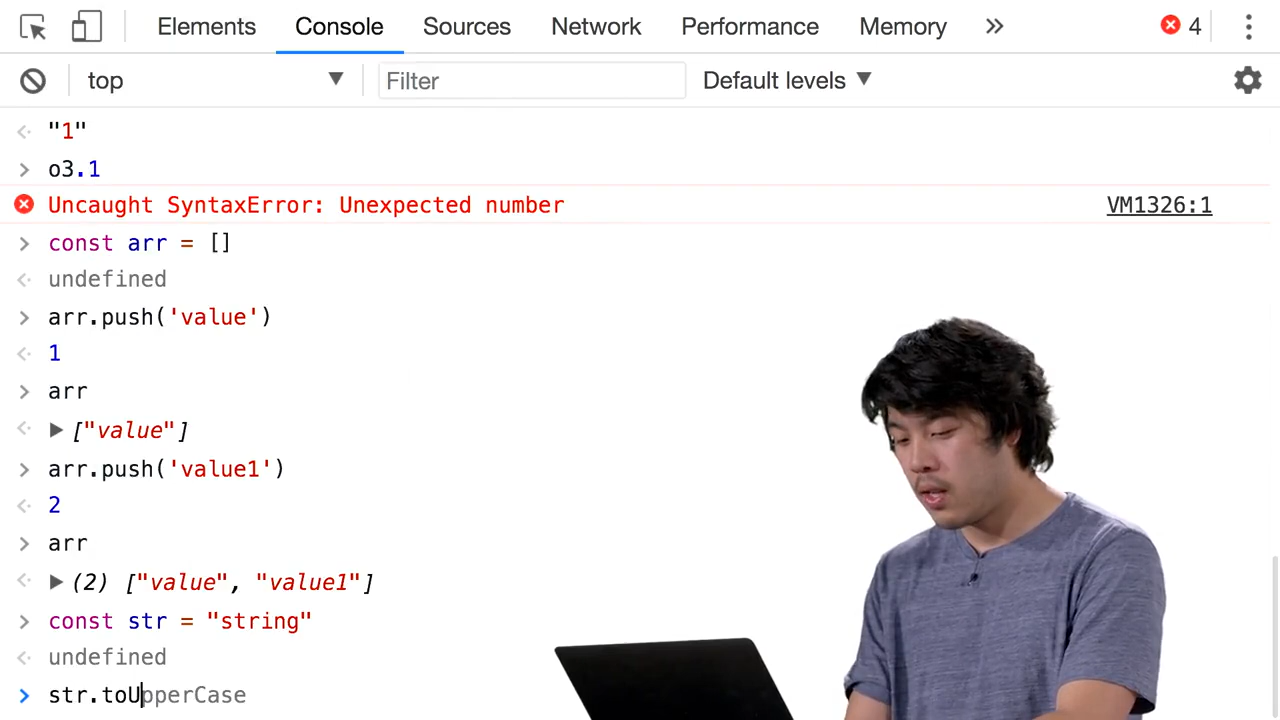 Elements Console Sources Network Performance Memory » 4
top Filter Default levels
"1"
o3.1
Uncaught SyntaxError: Unexpected number VM1326:1
const arr = []
undefined
arr.push('value')
1
arr
["value"]
arr.push('value1')
2
arr
(2) ["value", "value1"]
const str = "string"
undefined
str.toUpperCase